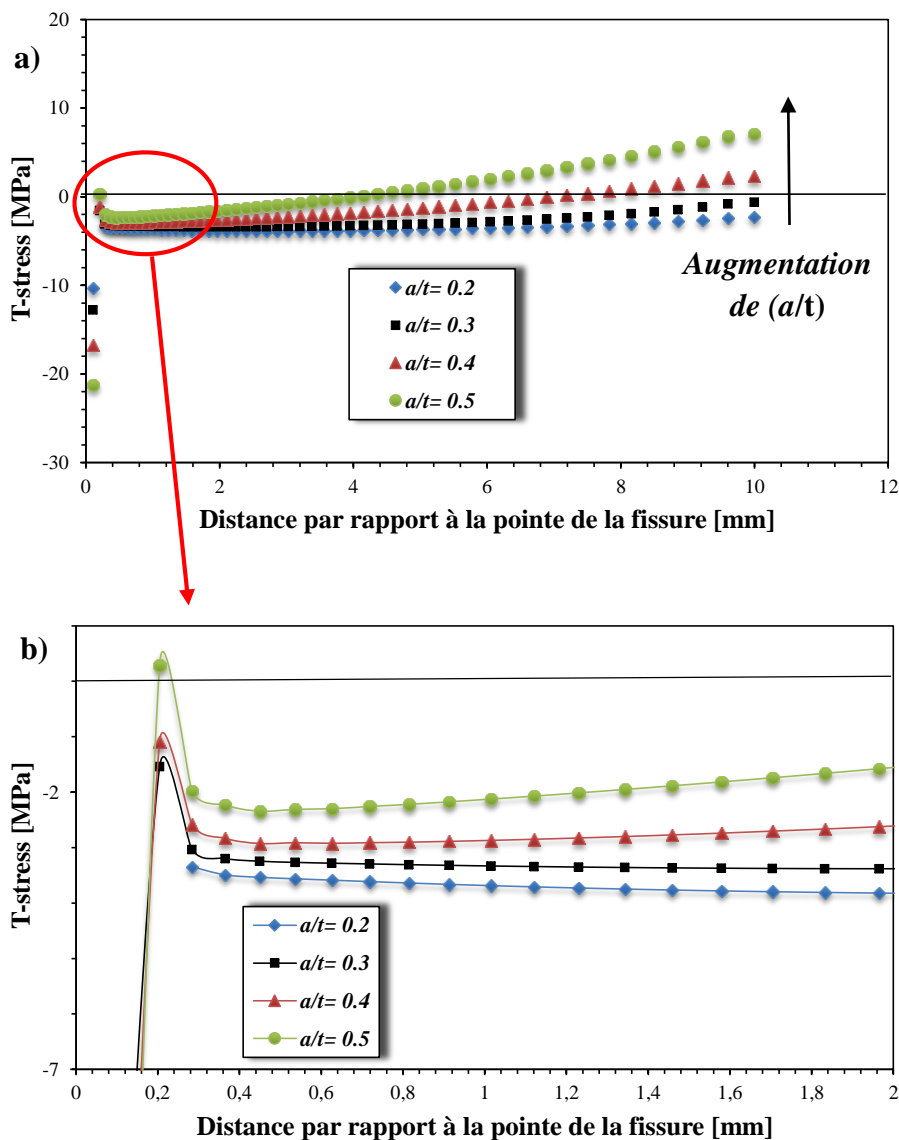 a)
20
10
0
-10
-20
-30
T-stress [MPa]
0 2 4 6 8 10 12
Distance par rapport à la pointe de la fissure [mm]
Augmentation
de (a/t)
a/t= 0.2
a/t= 0.3
a/t= 0.4
a/t= 0.5
b)
-2
-7
T-stress [MPa]
0 0,2 0,4 0,6 0,8 1 1,2 1,4 1,6 1,8 2
Distance par rapport à la pointe de la fissure [mm]
a/t= 0.2
a/t= 0.3
a/t= 0.4
a/t= 0.5